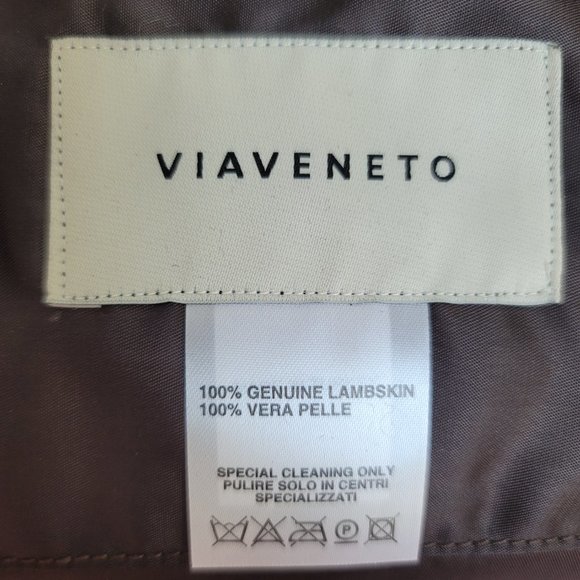 VIAVENETO
100% GENUINE LAMBSKIN
100% VERA PELLE
SPECIAL CLEANING ONLY
PULIRE SOLO IN CENTRI
SPECIALIZZATI
P